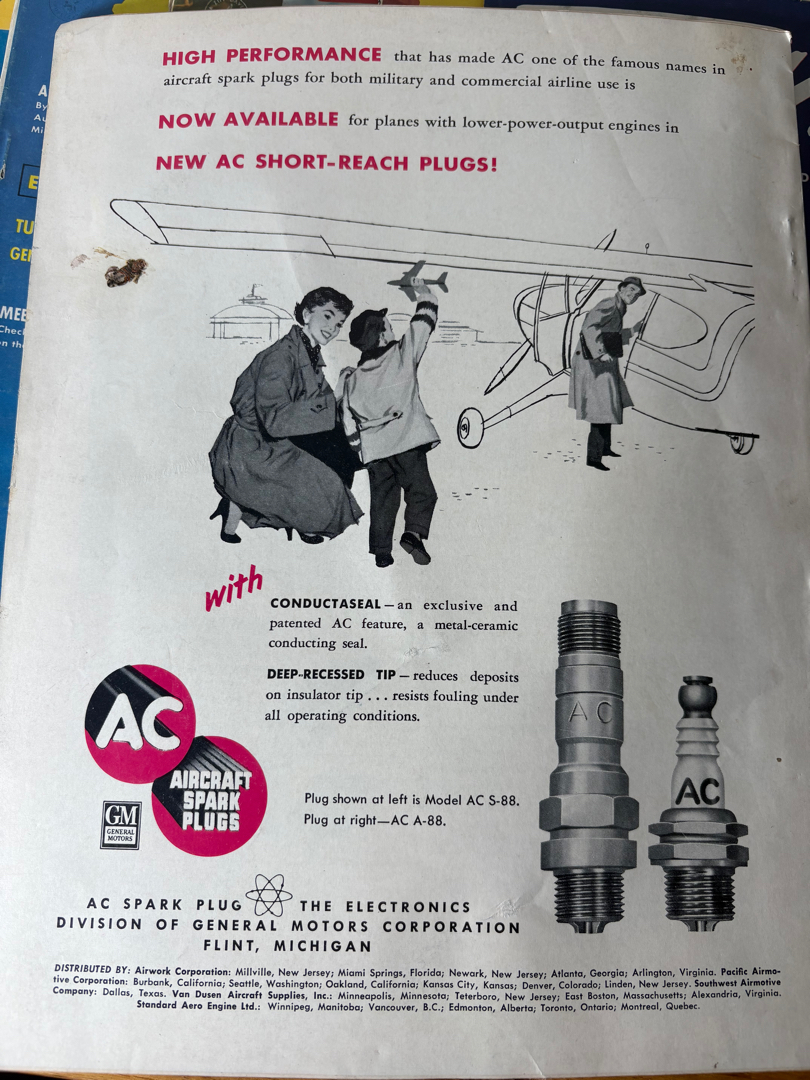 HIGH PERFORMANCE that has made AC one of the famous names in
aircraft spark plugs for both military and commercial airline use is
NOW AVAILABLE for planes with lower-power-output engines in
NEW AC SHORT-REACH PLUGS!
with
CONDUCTASEAL — an exclusive and
patented AC feature, a metal-ceramic
conducting seal.
DEEP-RECESSED TIP — reduces deposits
on insulator tip . . . resists fouling under
all operating conditions.
AC
AIRCRAFT
SPARK
PLUGS
GM
GENERAL
MOTORS
Plug shown at left is Model AC S-88.
Plug at right—AC A-88.
AC
AC
AC SPARK PLUG THE ELECTRONICS
DIVISION OF GENERAL MOTORS CORPORATION
FLINT, MICHIGAN
DISTRIBUTED BY: Airwork Corporation: Millville, New Jersey; Miami Springs, Florida; Newark, New Jersey; Atlanta, Georgia; Arlington, Virginia. Pacific Airmo-
tive Corporation: Burbank, California; Seattle, Washington; Oakland, California; Kansas City, Kansas; Denver, Colorado; Linden, New Jersey. Southwest Airmotive
Company: Dallas, Texas. Van Dusen Aircraft Supplies, Inc.: Minneapolis, Minnesota; Teterboro, New Jersey; East Boston, Massachusetts; Alexandria, Virginia.
Standard Aero Engine Ltd.: Winnipeg, Manitoba; Vancouver, B.C.; Edmonton, Alberta; Toronto, Ontario; Montreal, Quebec.